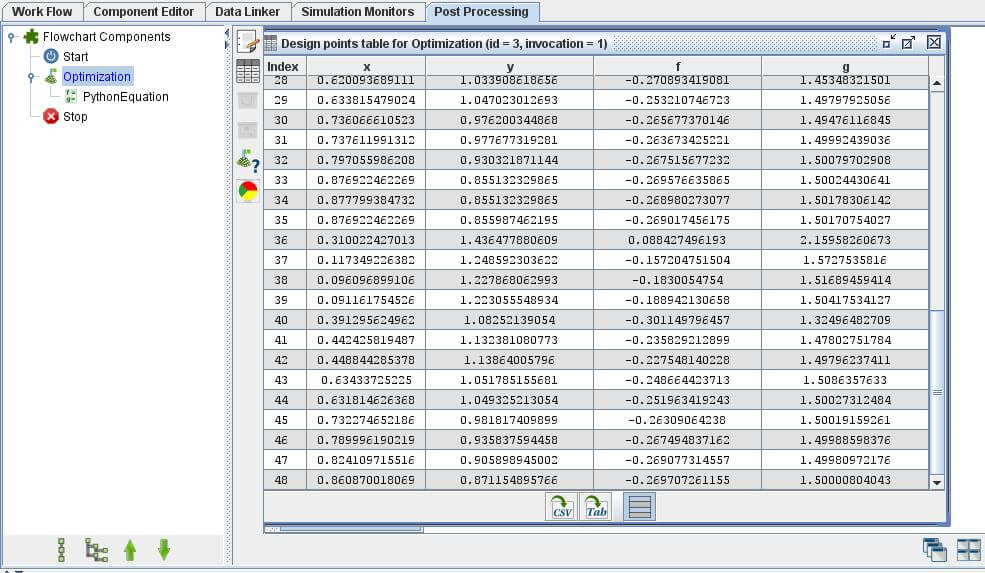 Work Flow Component Editor Data Linker Simulation Monitors Post Processing
Flowchart Components
Start
Optimization
PythonEquation
Stop
Design points table for Optimization (id = 3, invocation = 1)
Index x y f g
28 0.620093689111 1.033908618656 -0.270893419081 1.45348321501
29 0.633815479024 1.047023012693 -0.253210746723 1.49797925056
30 0.736066610523 0.976200344868 -0.265677370146 1.49476116845
31 0.737611991312 0.977677319281 -0.263673425221 1.49992439036
32 0.797055986208 0.930321871144 -0.267515677232 1.50079702908
33 0.876922462269 0.855132329865 -0.269576635865 1.50024430641
34 0.877799384732 0.855132329865 -0.268980273077 1.50178306142
35 0.876922462269 0.855987462195 -0.269017456175 1.50170754027
36 0.310022427013 1.436477880609 0.088427496193 2.15958260673
37 0.117349226382 1.248592303622 -0.157204751504 1.5727535816
38 0.096096899106 1.227868062993 -0.1830054754 1.51689459414
39 0.091161754526 1.223055548934 -0.188942130658 1.50417534127
40 0.391295624962 1.08252139054 -0.301149796457 1.32496482709
41 0.442425819487 1.132381080773 -0.235829212899 1.47802751784
42 0.448844285378 1.13864005796 -0.227548140228 1.49796237411
43 0.63433725225 1.051785155681 -0.248664423713 1.5086357633
44 0.631814626368 1.049325213054 -0.251963419243 1.50027312484
45 0.732274652186 0.981817409899 -0.26309064238 1.50019159261
46 0.789996190219 0.935837594458 -0.267494837162 1.49988598376
47 0.824109715516 0.905898945002 -0.269077314557 1.49980972176
48 0.860870018069 0.871154895766 -0.269707261155 1.50000804043
CSV Tab